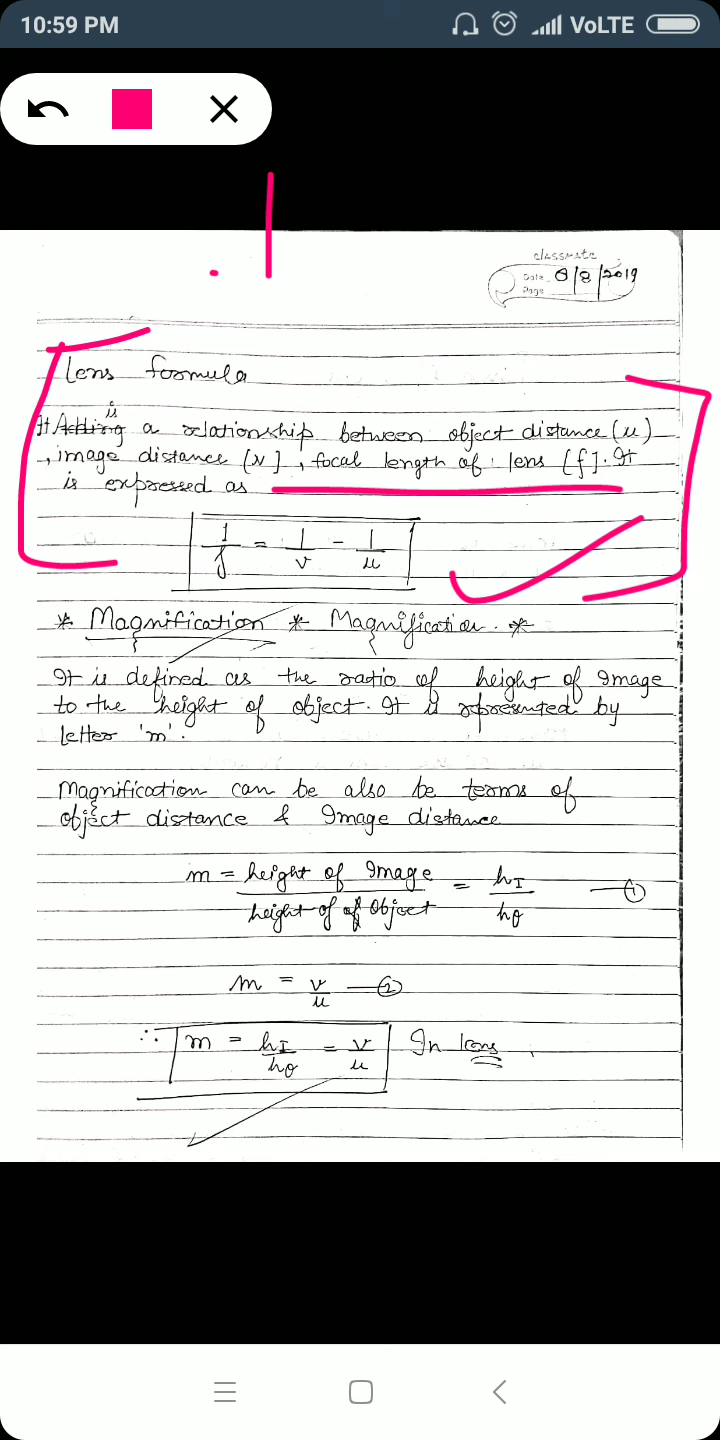 10:59 PM VoLTE
classmate
Date 8/8/2019
Page
Lens formula
is
It a relationship between object distance (u)
, image distance [v], focal length of lens [f]. It
is expressed as
1/f = 1/v - 1/u
* Magnification * Magnification. *
It is defined as the ratio of height of Image
to the height of object. It is represented by
letter 'm'.
Magnification can be also be terms of
object distance & Image distance
m = height of Image / height of of Object = hI / hO —①
m = v/u —②
∴ m = hI/hO = v/u In lens